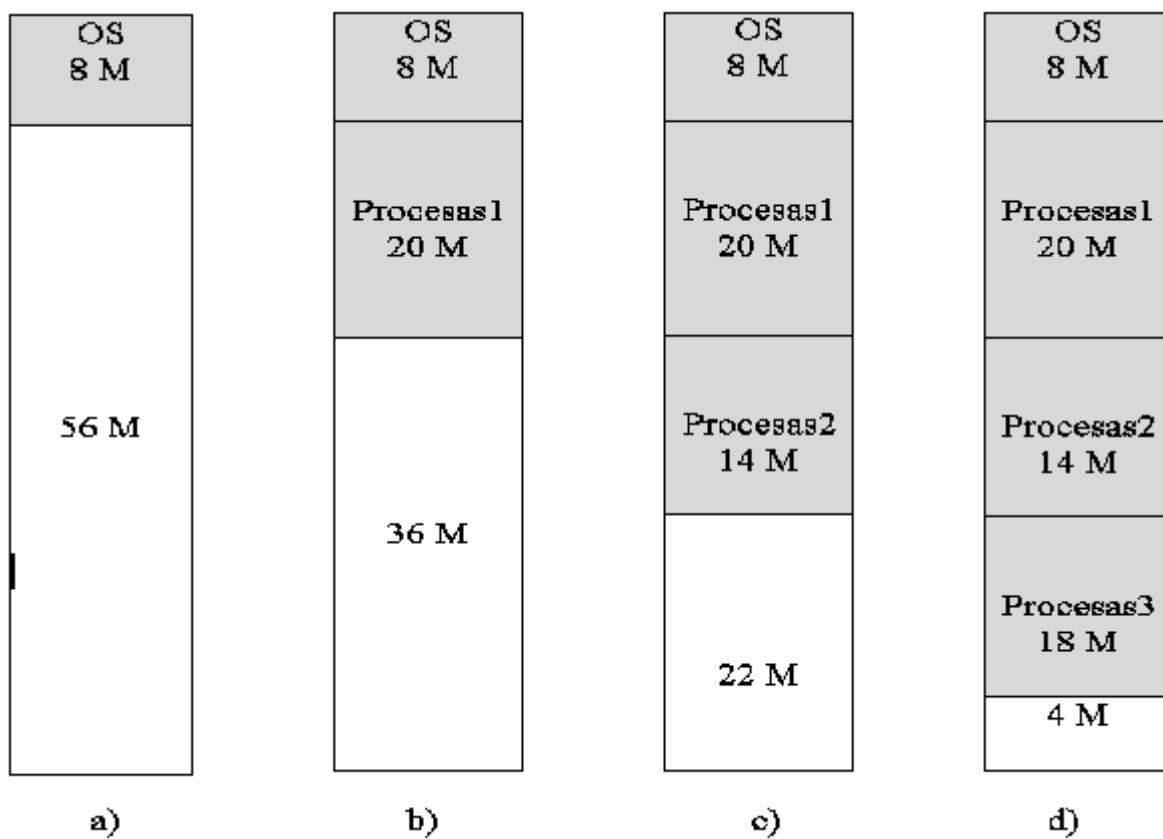 OS
8 M
56 M
a)
OS
8 M
Procesas1
20 M
36 M
b)
OS
8 M
Procesas1
20 M
Procesas2
14 M
22 M
c)
OS
8 M
Procesas1
20 M
Procesas2
14 M
Procesas3
18 M
4 M
d)